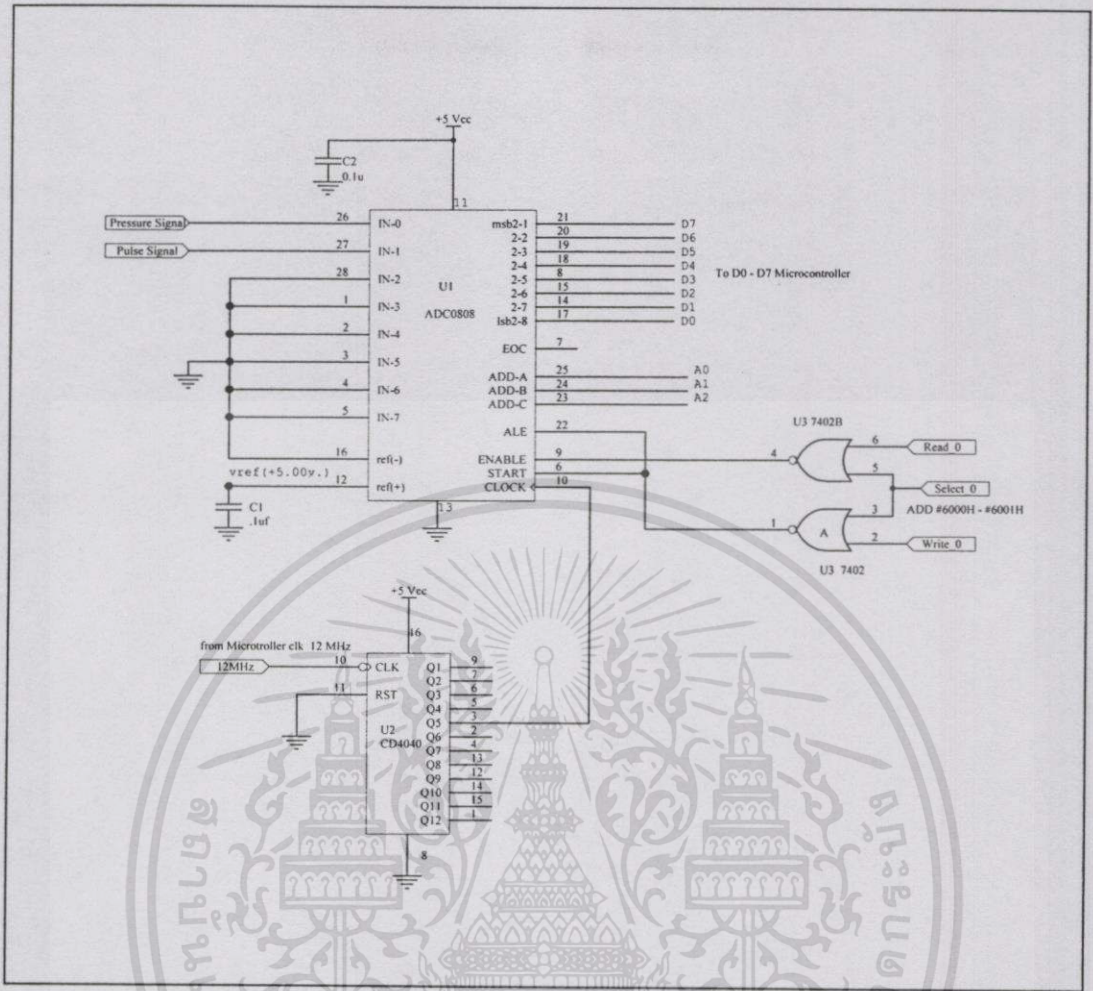 +5 Vcc
C2
0.1u
11
Pressure Signal
26
IN-0
Pulse Signal
27
IN-1
28
IN-2
1
IN-3
2
IN-4
3
IN-5
4
IN-6
5
IN-7
16
ref(-)
vref(+5.00v.)
12
ref(+)
C1
.1uf
U1
ADC0808
msb2-1
21
D7
2-2
20
D6
2-3
19
D5
2-4
18
D4
2-5
8
D3
2-6
15
D2
2-7
14
D1
lsb2-8
17
D0
To D0 - D7 Microcontroller
EOC
7
ADD-A
25
A0
ADD-B
24
A1
ADD-C
23
A2
ALE
22
ENABLE
9
START
6
CLOCK
10
13
U3 7402B
4
6
Read_0
5
Select_0
ADD #6000H - #6001H
3
1
A
2
Write_0
U3 7402
+5 Vcc
16
from Microtroller clk 12 MHz
12MHz
10
CLK
11
RST
U2
CD4040
Q1
9
Q2
7
Q3
6
Q4
5
Q5
3
Q6
2
Q7
4
Q8
13
Q9
12
Q10
14
Q11
15
Q12
1
8